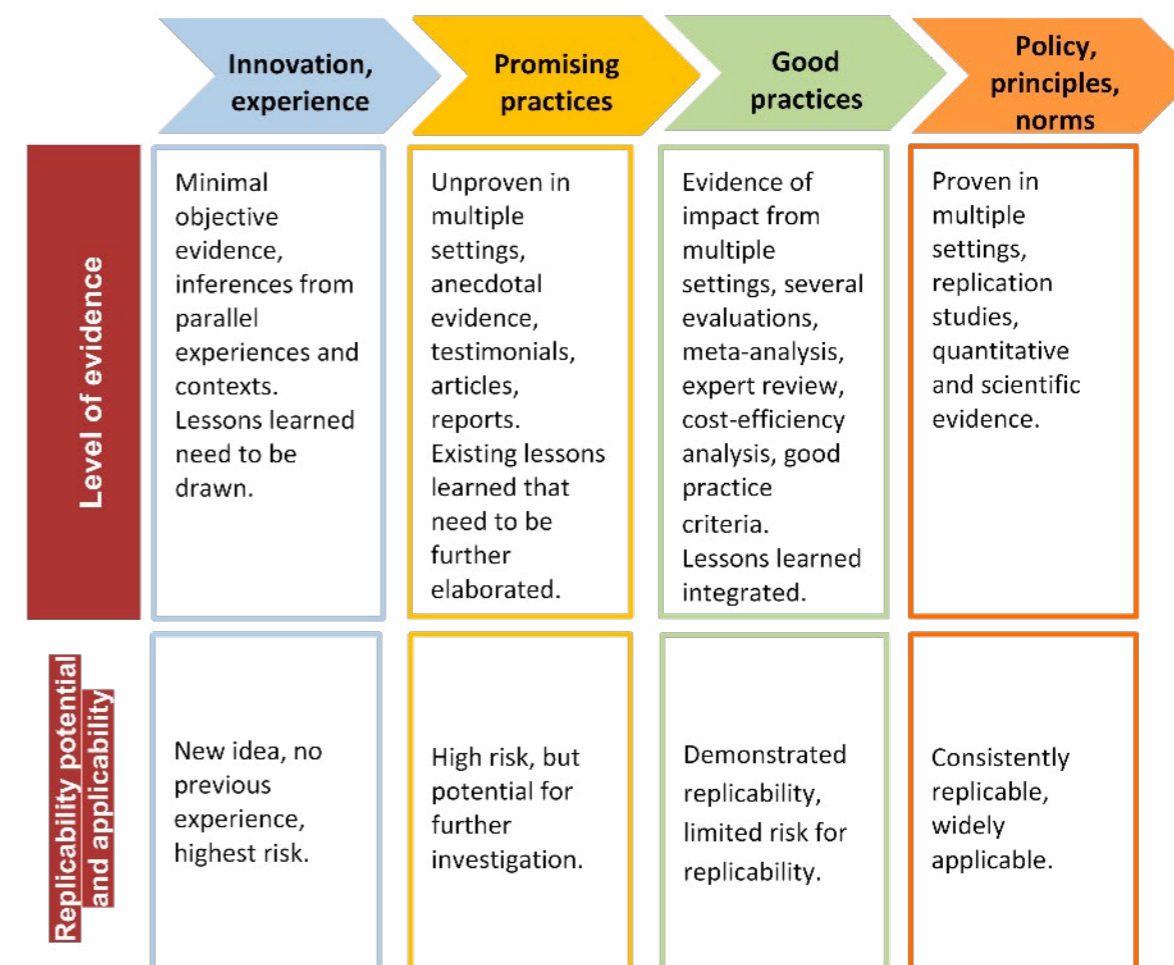 Innovation,
experience
Promising
practices
Good
practices
Policy,
principles,
norms
Level of evidence
Minimal
objective
evidence,
inferences from
parallel
experiences and
contexts.
Lessons learned
need to be
drawn.
Unproven in
multiple
settings,
anecdotal
evidence,
testimonials,
articles,
reports.
Existing lessons
learned that
need to be
further
elaborated.
Evidence of
impact from
multiple
settings, several
evaluations,
meta-analysis,
expert review,
cost-efficiency
analysis, good
practice
criteria.
Lessons learned
integrated.
Proven in
multiple
settings,
replication
studies,
quantitative
and scientific
evidence.
Replicability potential
and applicability
New idea, no
previous
experience,
highest risk.
High risk, but
potential for
further
investigation.
Demonstrated
replicability,
limited risk for
replicability.
Consistently
replicable,
widely
applicable.